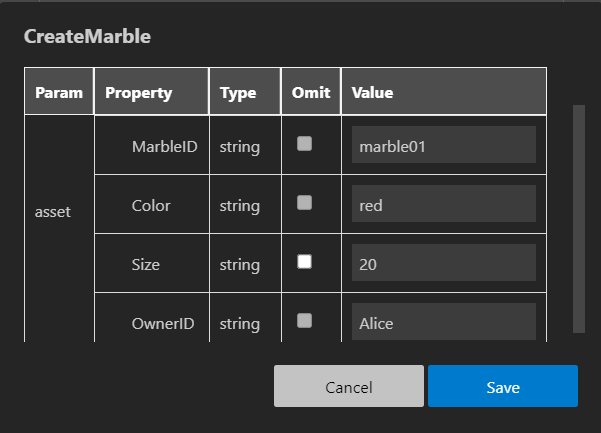 CreateMarble
Param Property Type Omit Value
MarbleID string marble01
asset Color string red
Size string 20
OwnerID string Alice
Cancel Save